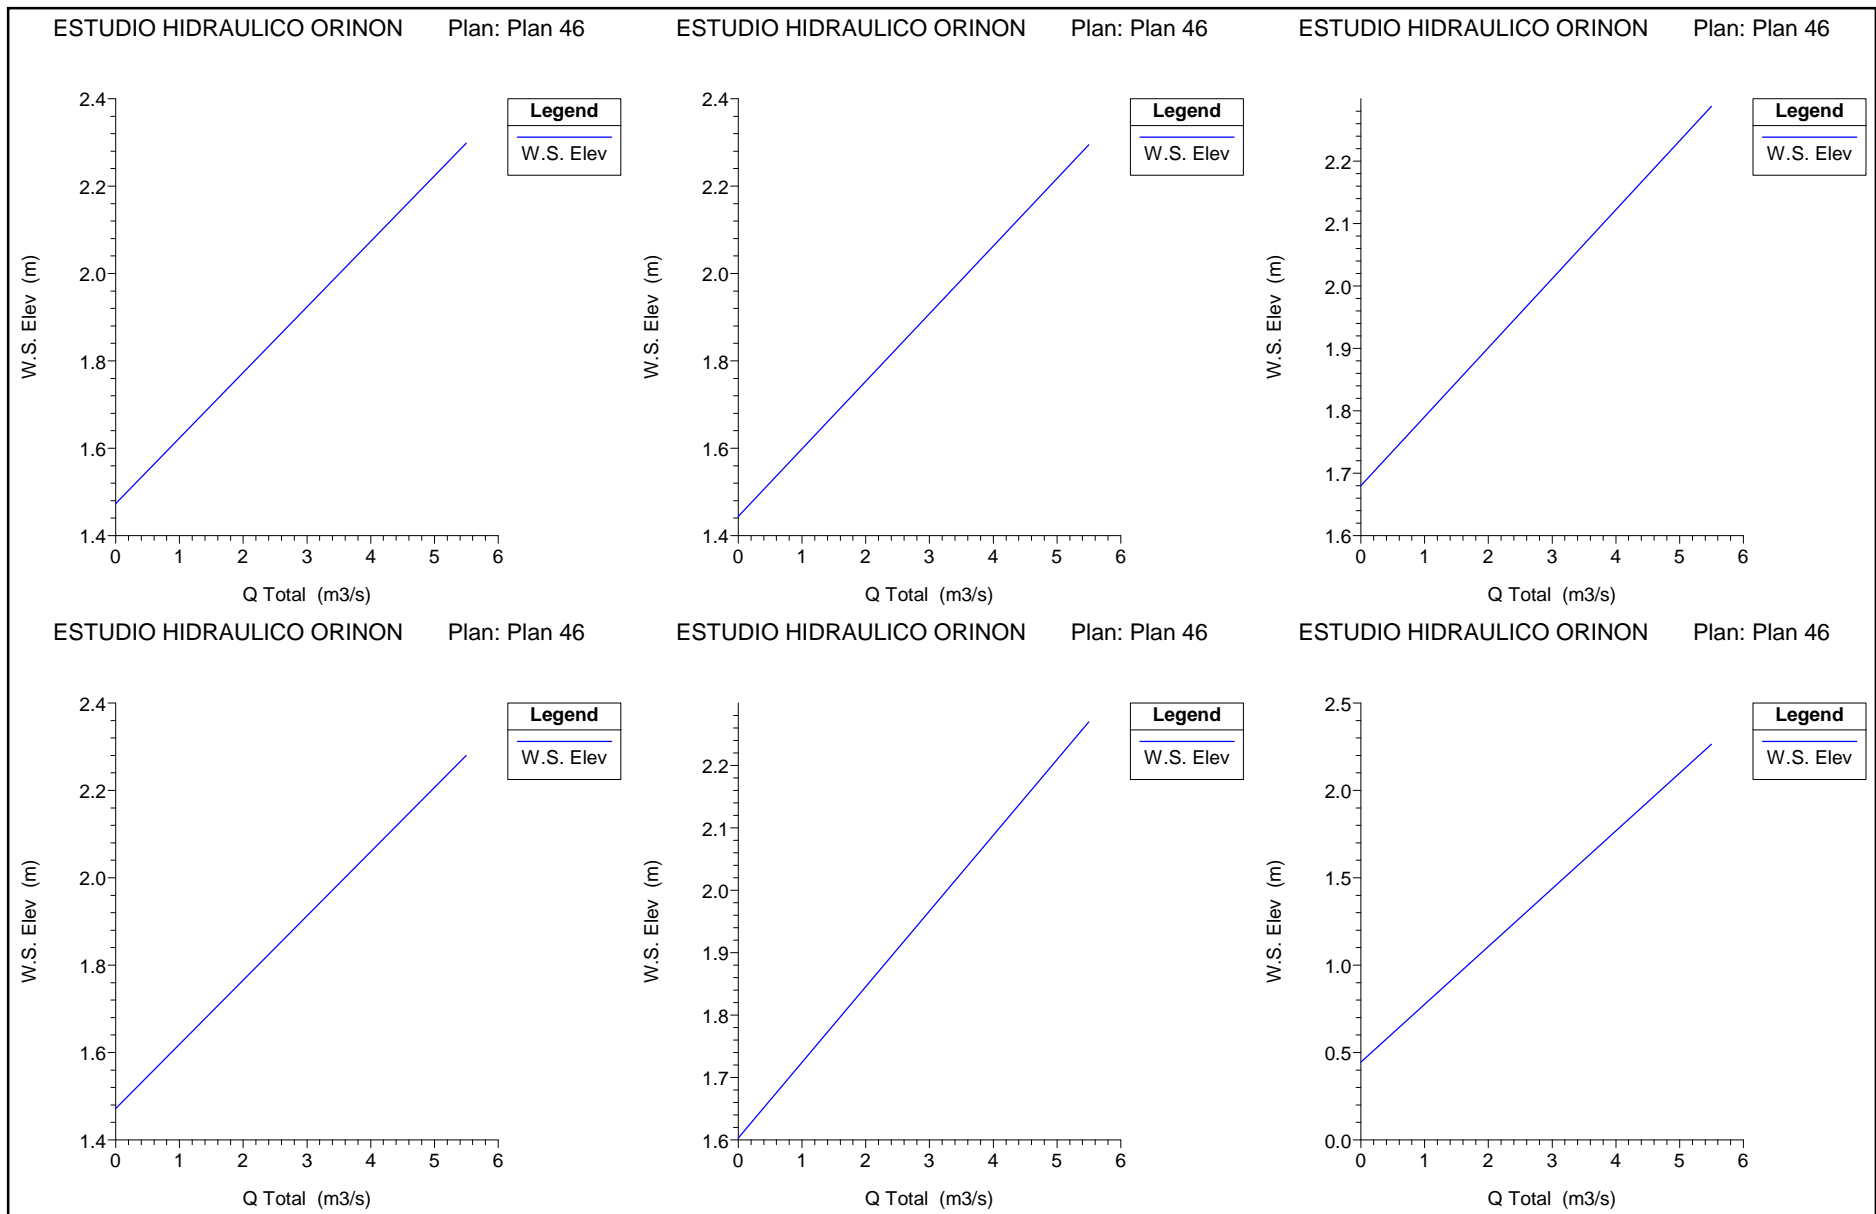 ESTUDIO HIDRAULICO ORINON Plan: Plan 46
2.4
2.2
2.0
1.8
1.6
1.4
0 1 2 3 4 5 6
W.S. Elev (m)
Q Total (m3/s)
Legend
W.S. Elev
ESTUDIO HIDRAULICO ORINON Plan: Plan 46
2.4
2.2
2.0
1.8
1.6
1.4
0 1 2 3 4 5 6
W.S. Elev (m)
Q Total (m3/s)
Legend
W.S. Elev
ESTUDIO HIDRAULICO ORINON Plan: Plan 46
2.2
2.1
2.0
1.9
1.8
1.7
1.6
0 1 2 3 4 5 6
W.S. Elev (m)
Q Total (m3/s)
Legend
W.S. Elev
ESTUDIO HIDRAULICO ORINON Plan: Plan 46
2.4
2.2
2.0
1.8
1.6
1.4
0 1 2 3 4 5 6
W.S. Elev (m)
Q Total (m3/s)
Legend
W.S. Elev
ESTUDIO HIDRAULICO ORINON Plan: Plan 46
2.2
2.1
2.0
1.9
1.8
1.7
1.6
0 1 2 3 4 5 6
W.S. Elev (m)
Q Total (m3/s)
Legend
W.S. Elev
ESTUDIO HIDRAULICO ORINON Plan: Plan 46
2.5
2.0
1.5
1.0
0.5
0.0
0 1 2 3 4 5 6
W.S. Elev (m)
Q Total (m3/s)
Legend
W.S. Elev